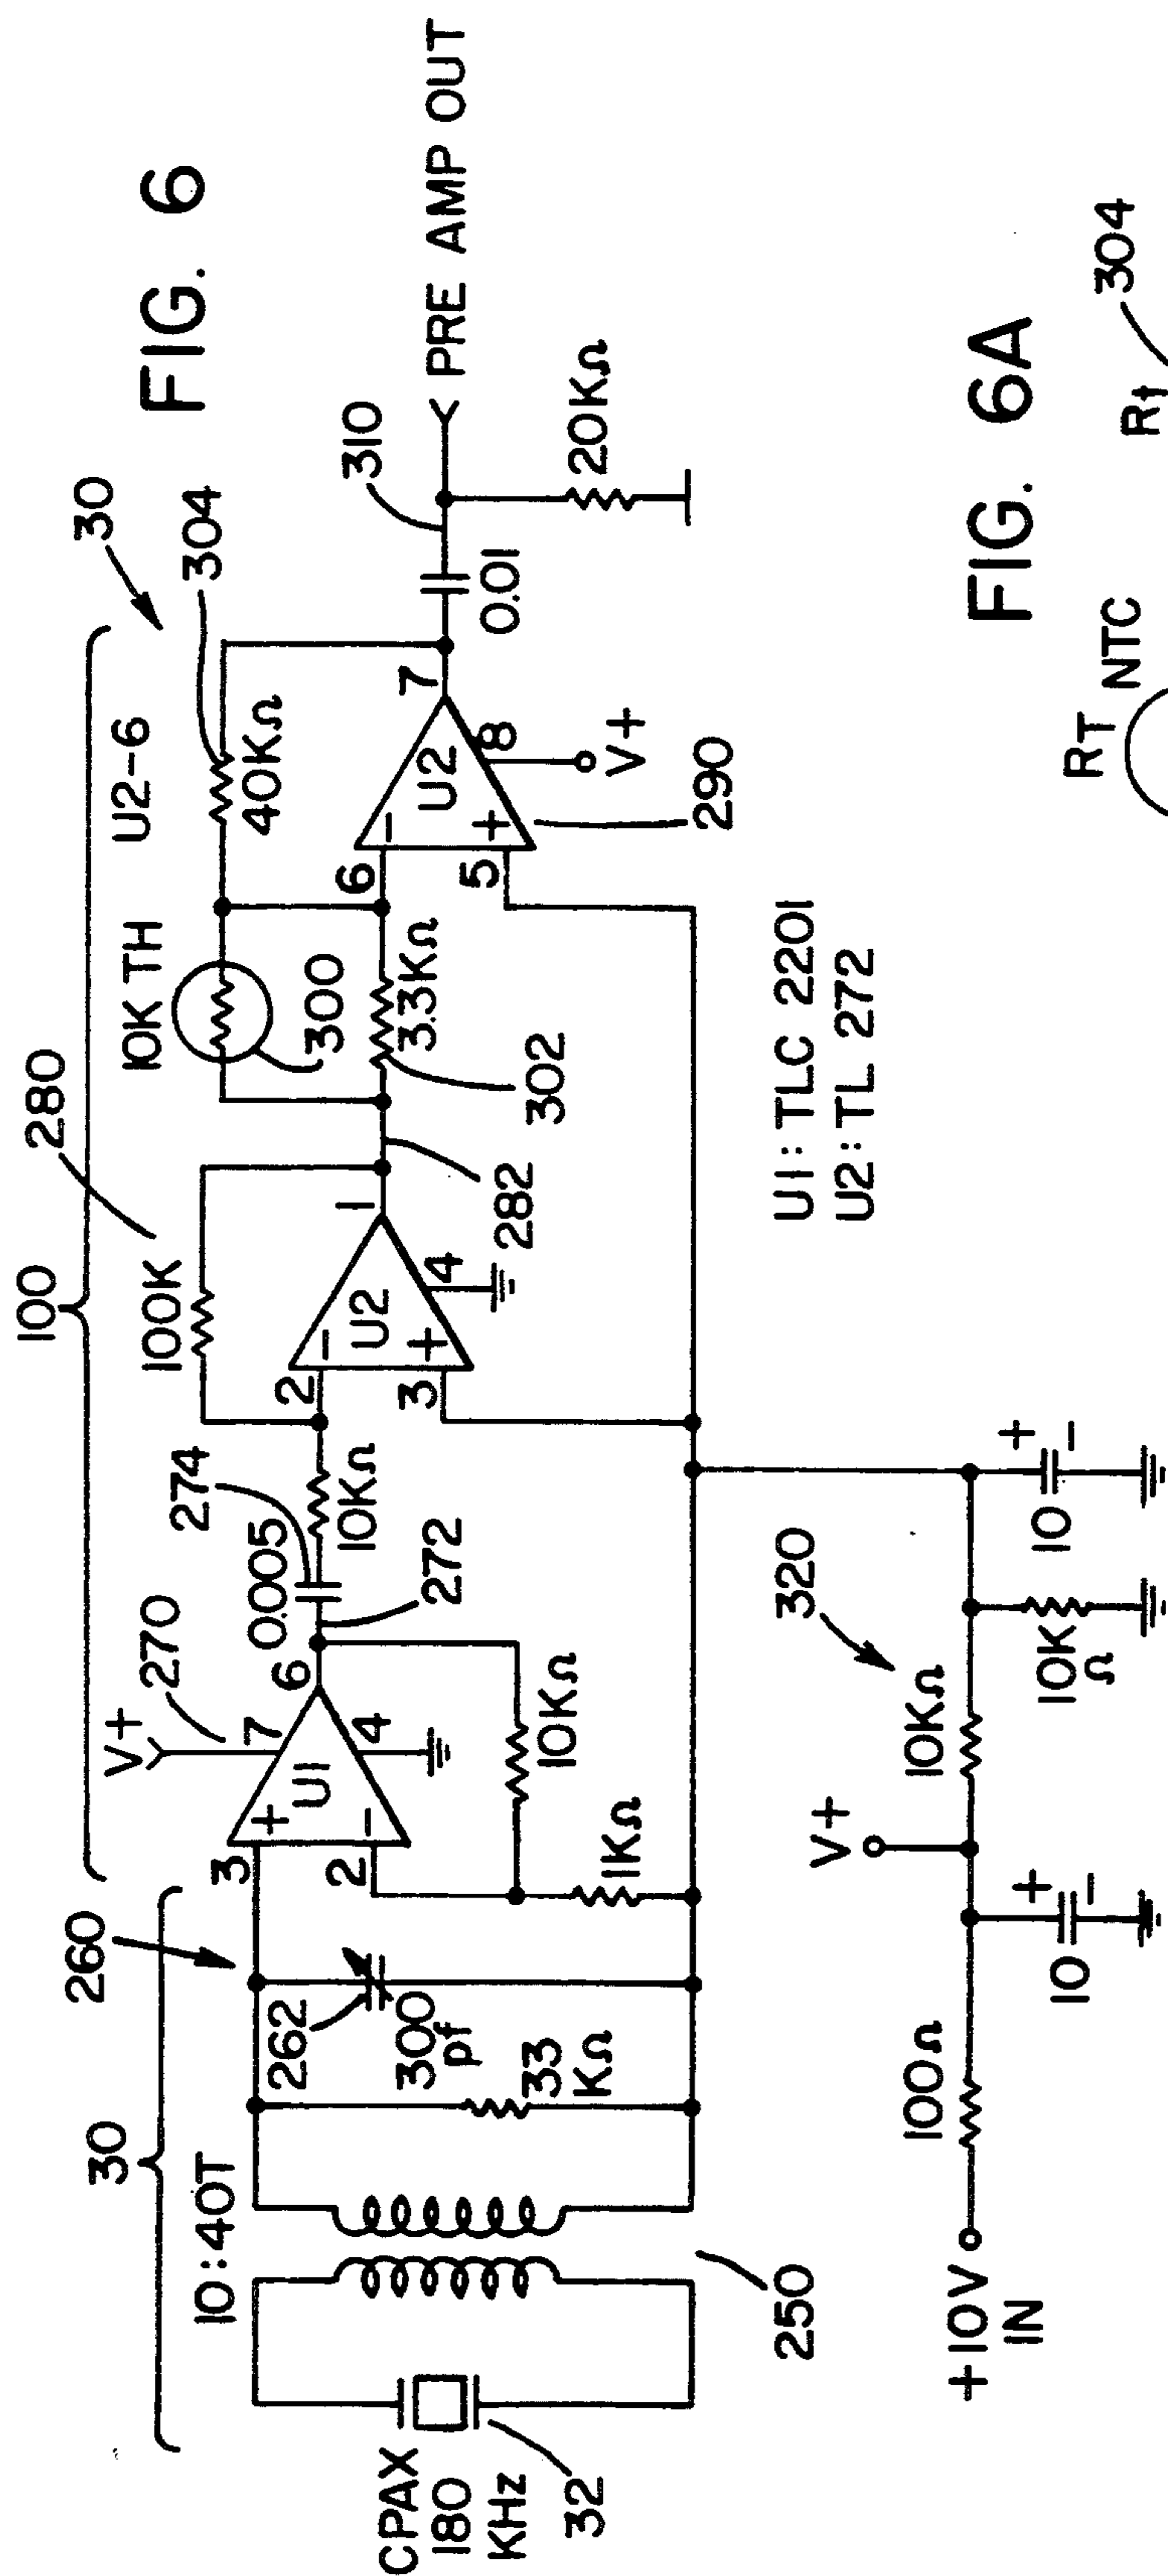 FIG. 6
100
30
280
30
304
10K TH
U2-6
40KΩ
300
3.3KΩ
302
6
5
U2
7
8
V+
290
0.01
310
PRE AMP OUT
20KΩ
100K
2
3
U2
1
4
282
10KΩ
274
0.005
272
270
V+
7
6
4
U1
3
2
10KΩ
1KΩ
260
262
300
pf
33
KΩ
10:40T
250
CPAX
180
KHz
32
U1: TLC 2201
U2: TL 272
320
+10V
IN
100Ω
V+
10
10KΩ
10K
Ω
10
FIG. 6A
RT NTC
Rt
304